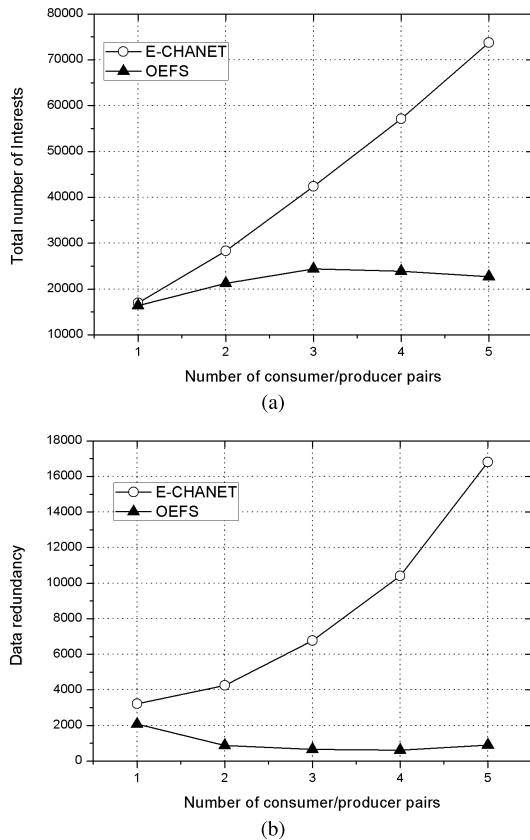 80000
70000
60000
50000
40000
30000
20000
10000
Total number of Interests
E-CHANET
OEFS
1 2 3 4 5
Number of consumer/producer pairs
(a)
18000
16000
14000
12000
10000
8000
6000
4000
2000
0
Data redundancy
E-CHANET
OEFS
1 2 3 4 5
Number of consumer/producer pairs
(b)